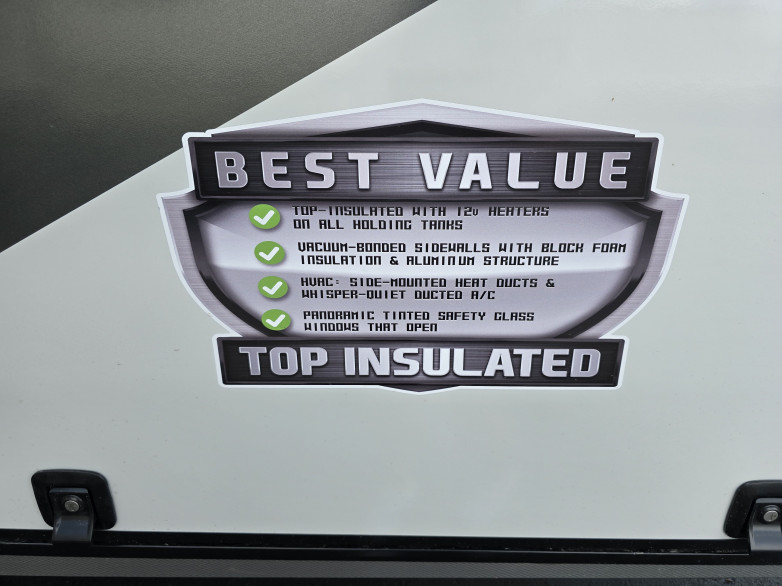 BEST VALUE
TOP-INSULATED WITH 12v HEATERS
ON ALL HOLDING TANKS
VACUUM-BONDED SIDEWALLS WITH BLOCK FOAM
INSULATION & ALUMINUM STRUCTURE
HVAC: SIDE-MOUNTED HEAT DUCTS &
WHISPER-QUIET DUCTED A/C
PANORAMIC TINTED SAFETY GLASS
WINDOWS THAT OPEN
TOP INSULATED